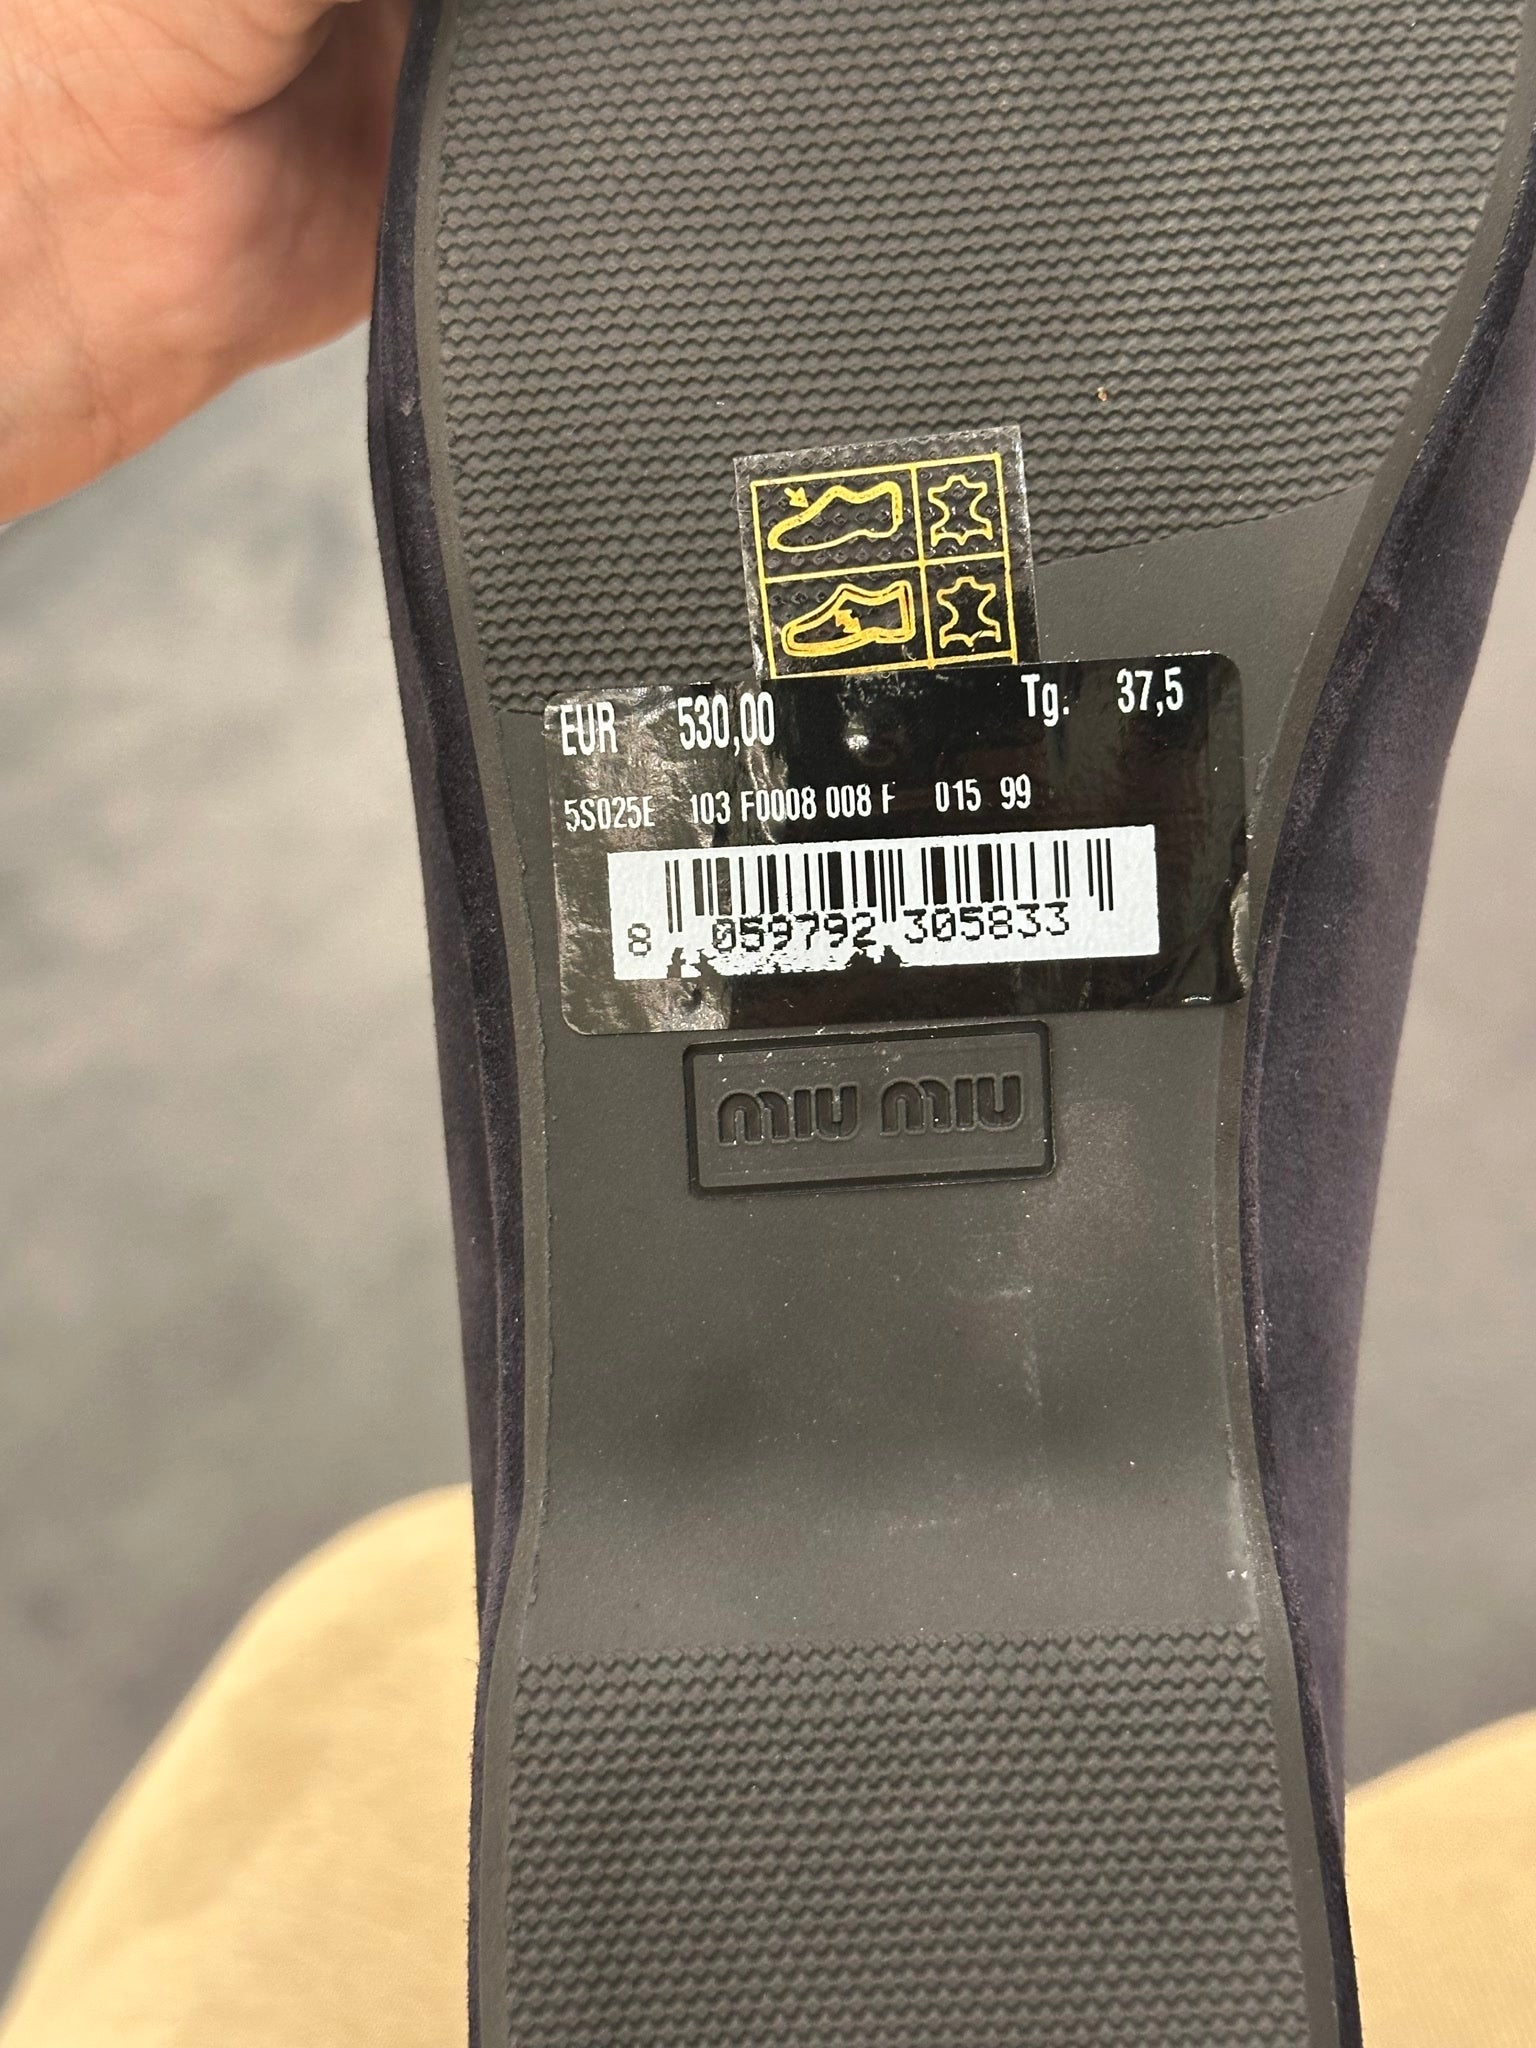 EUR 530,00 Tg. 37,5
5S025E 103 F0008 008 F 015 99
8 059792 305833
MIU MIU